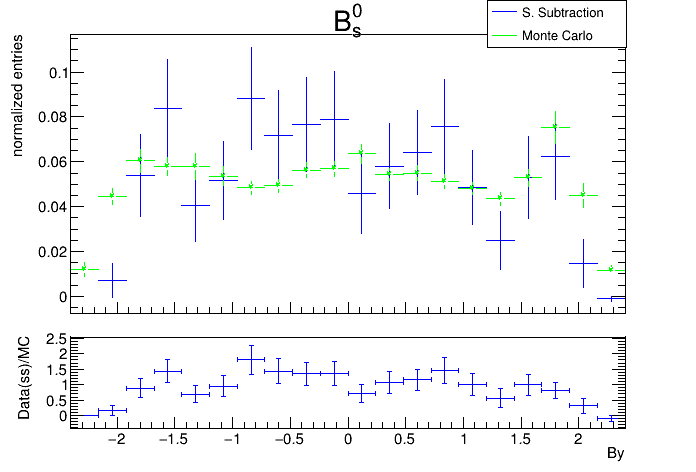 B_s^0
S. Subtraction
Monte Carlo
normalized entries
0.1
0.08
0.06
0.04
0.02
0
Data(ss)/MC
2.5
2
1.5
1
0.5
0
−2 −1.5 −1 −0.5 0 0.5 1 1.5 2
By